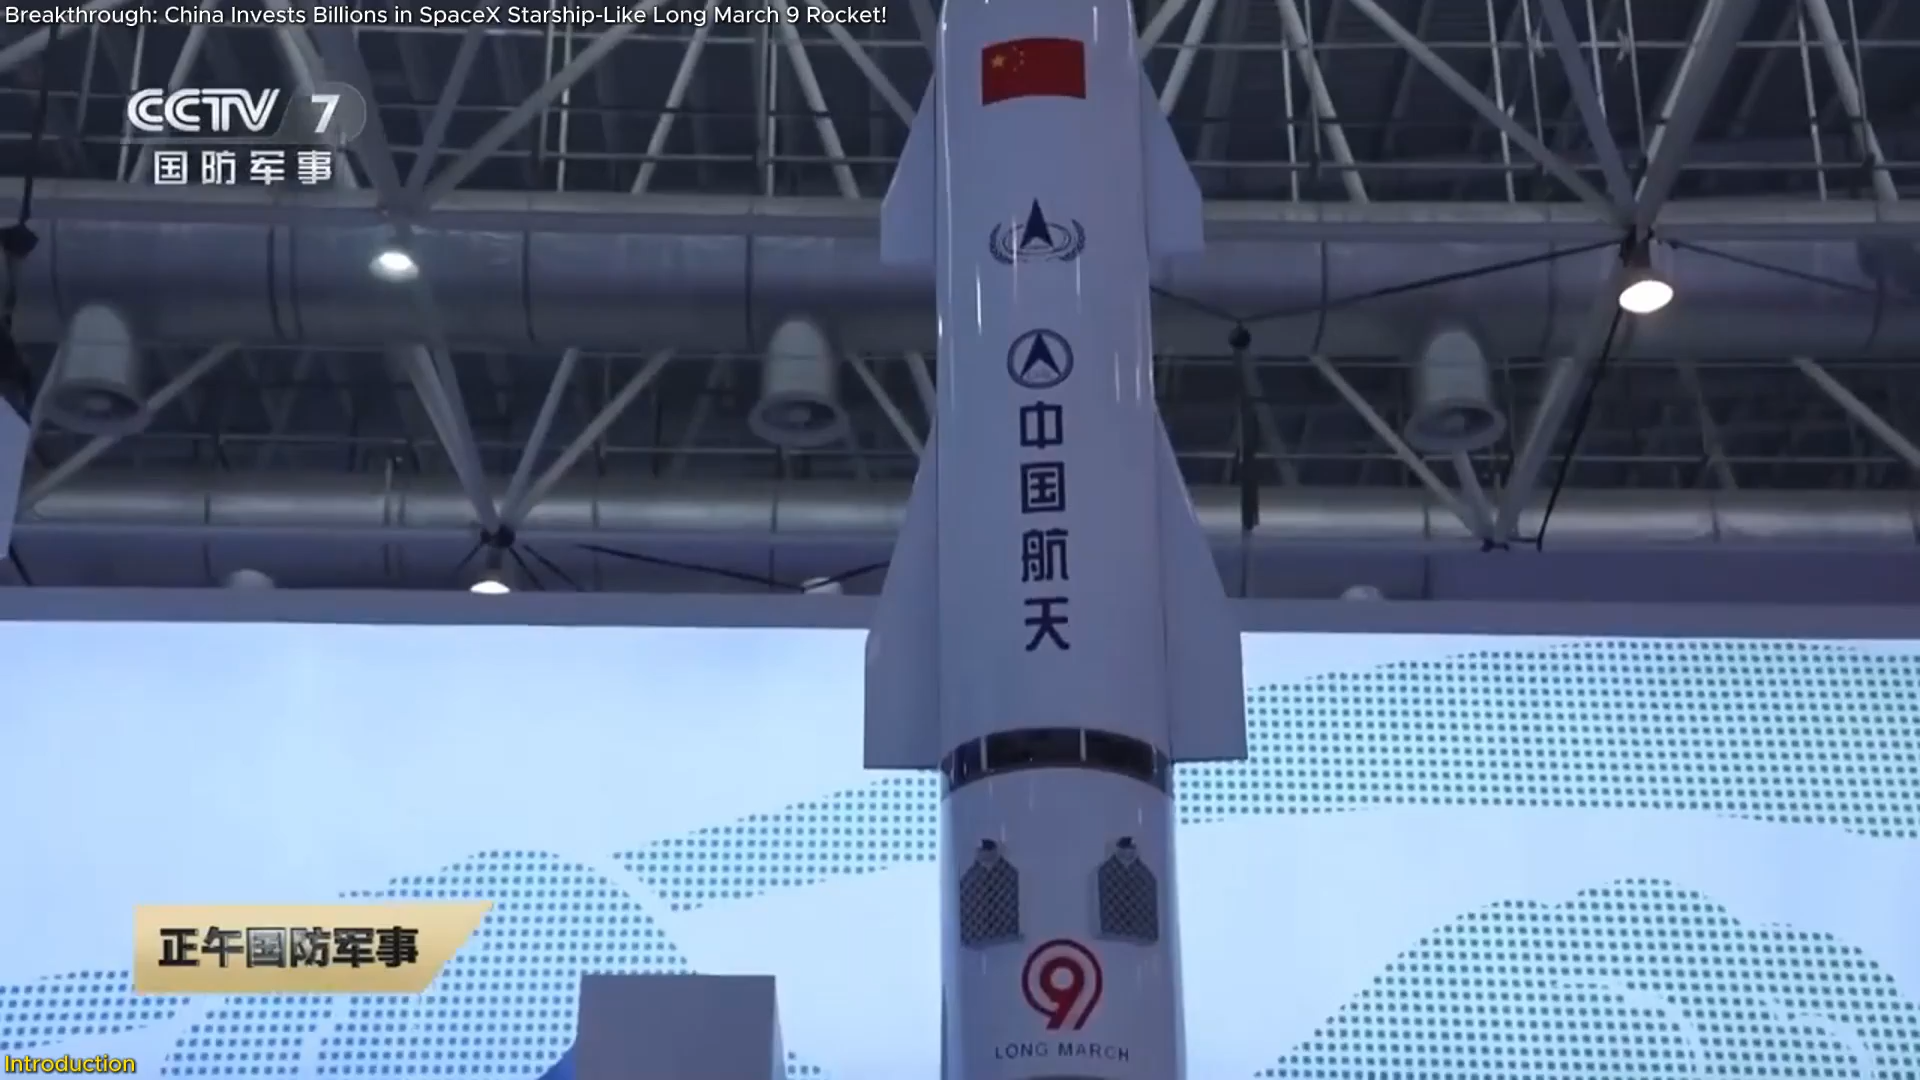 Breakthrough: China Invests Billions in SpaceX Starship-Like Long March 9 Rocket!
CCTV 7
国防军事
中国航天
正午国防军事
9
LONG MARCH
Introduction